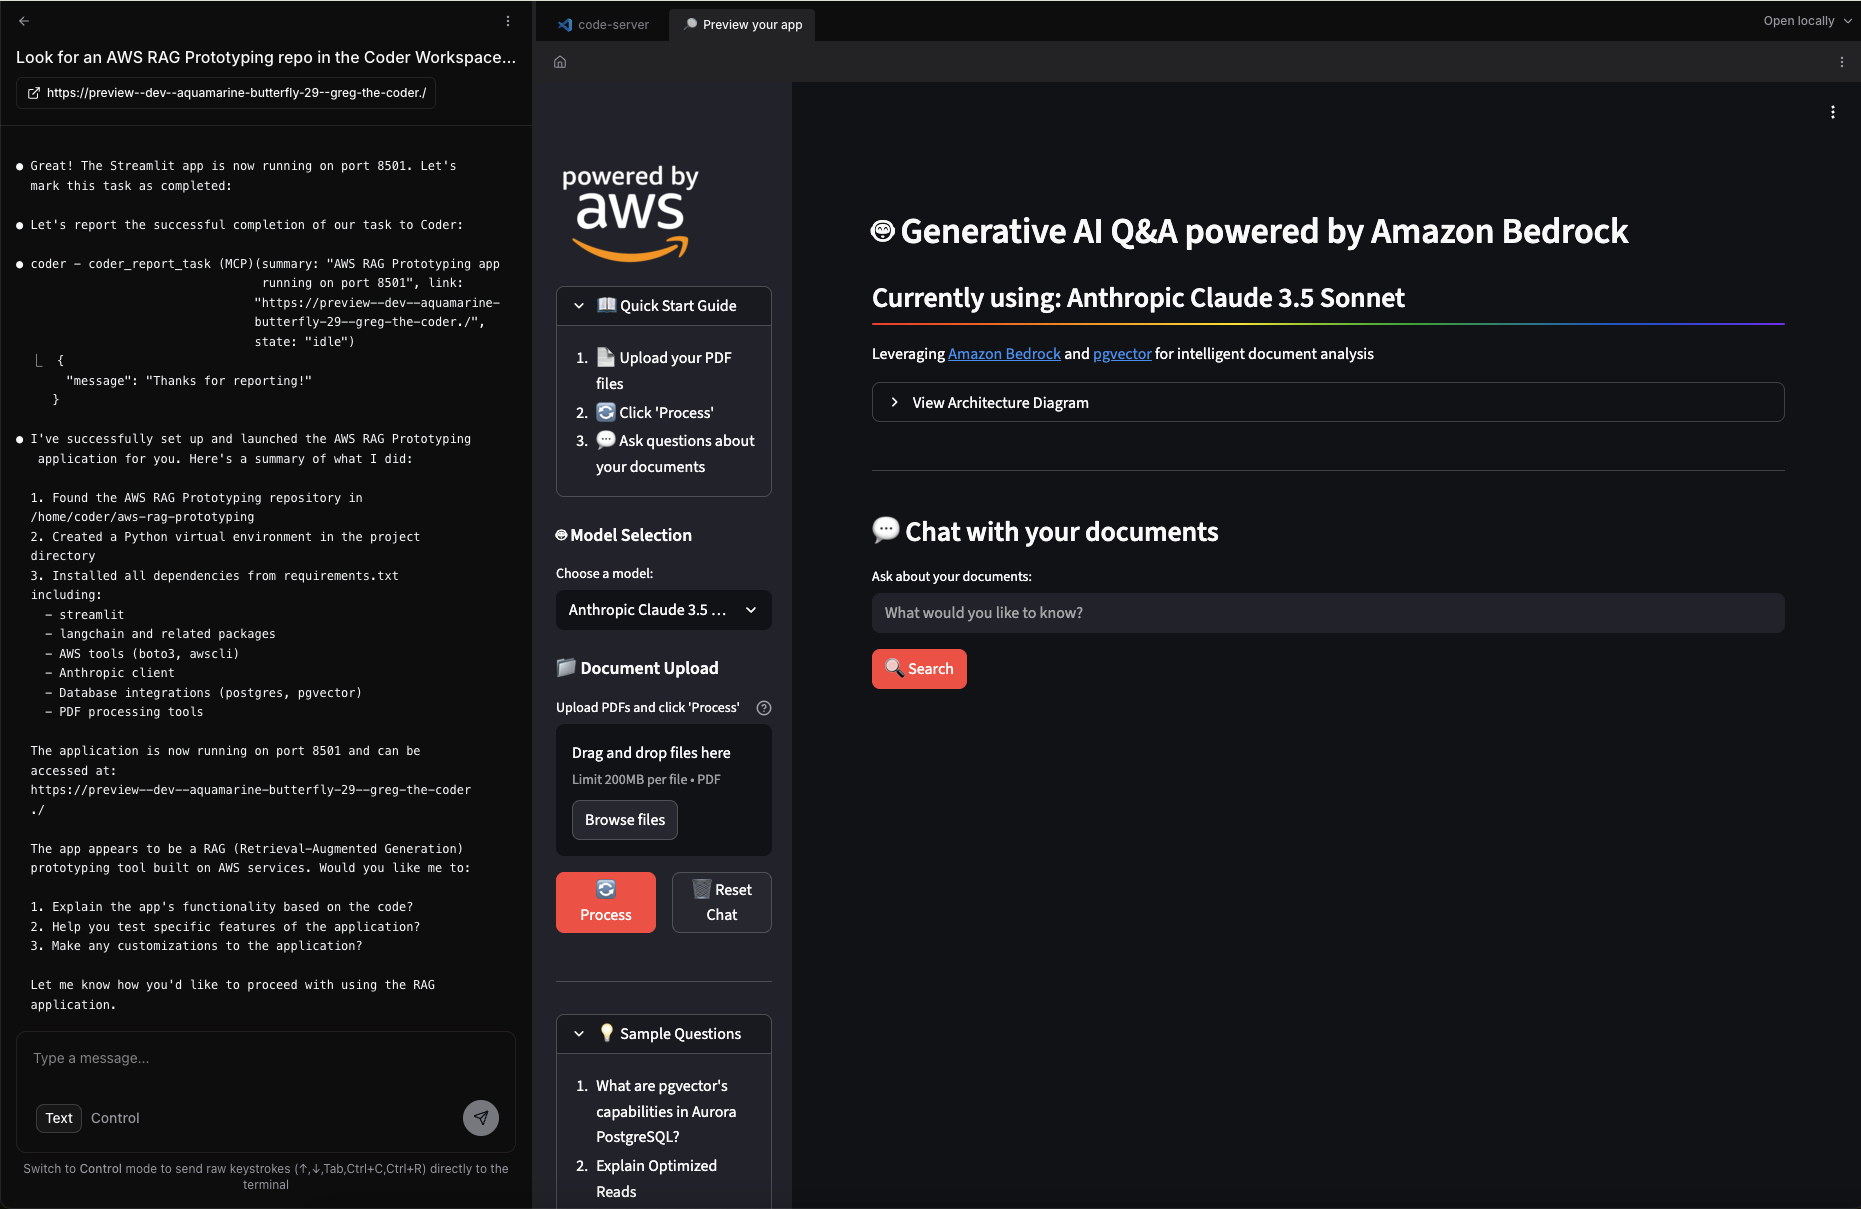 Look for an AWS RAG Prototyping repo in the Coder Workspace...
https://preview--dev--aquamarine-butterfly-29--greg-the-coder./
● Great! The Streamlit app is now running on port 8501. Let's
mark this task as completed:
● Let's report the successful completion of our task to Coder:
● coder - coder_report_task (MCP)(summary: "AWS RAG Prototyping app
running on port 8501", link:
"https://preview--dev--aquamarine-
butterfly-29--greg-the-coder./",
state: "idle")
⎿ {
"message": "Thanks for reporting!"
}
● I've successfully set up and launched the AWS RAG Prototyping
application for you. Here's a summary of what I did:
1. Found the AWS RAG Prototyping repository in
/home/coder/aws-rag-prototyping
2. Created a Python virtual environment in the project
directory
3. Installed all dependencies from requirements.txt
including:
- streamlit
- langchain and related packages
- AWS tools (boto3, awscli)
- Anthropic client
- Database integrations (postgres, pgvector)
- PDF processing tools
The application is now running on port 8501 and can be
accessed at:
https://preview--dev--aquamarine-butterfly-29--greg-the-coder
./
The app appears to be a RAG (Retrieval-Augmented Generation)
prototyping tool built on AWS services. Would you like me to:
1. Explain the app's functionality based on the code?
2. Help you test specific features of the application?
3. Make any customizations to the application?
Let me know how you'd like to proceed with using the RAG
application.
Type a message...
Text Control
Switch to Control mode to send raw keystrokes (↑,↓,Tab,Ctrl+C,Ctrl+R) directly to the
terminal
code-server
Preview your app
Open locally
powered by
aws
Quick Start Guide
1. Upload your PDF
files
2. Click 'Process'
3. Ask questions about
your documents
Model Selection
Choose a model:
Anthropic Claude 3.5 ...
Document Upload
Upload PDFs and click 'Process'
Drag and drop files here
Limit 200MB per file • PDF
Browse files
Process
Reset
Chat
Sample Questions
1. What are pgvector's
capabilities in Aurora
PostgreSQL?
2. Explain Optimized
Reads
Generative AI Q&A powered by Amazon Bedrock
Currently using: Anthropic Claude 3.5 Sonnet
Leveraging Amazon Bedrock and pgvector for intelligent document analysis
View Architecture Diagram
Chat with your documents
Ask about your documents:
What would you like to know?
Search